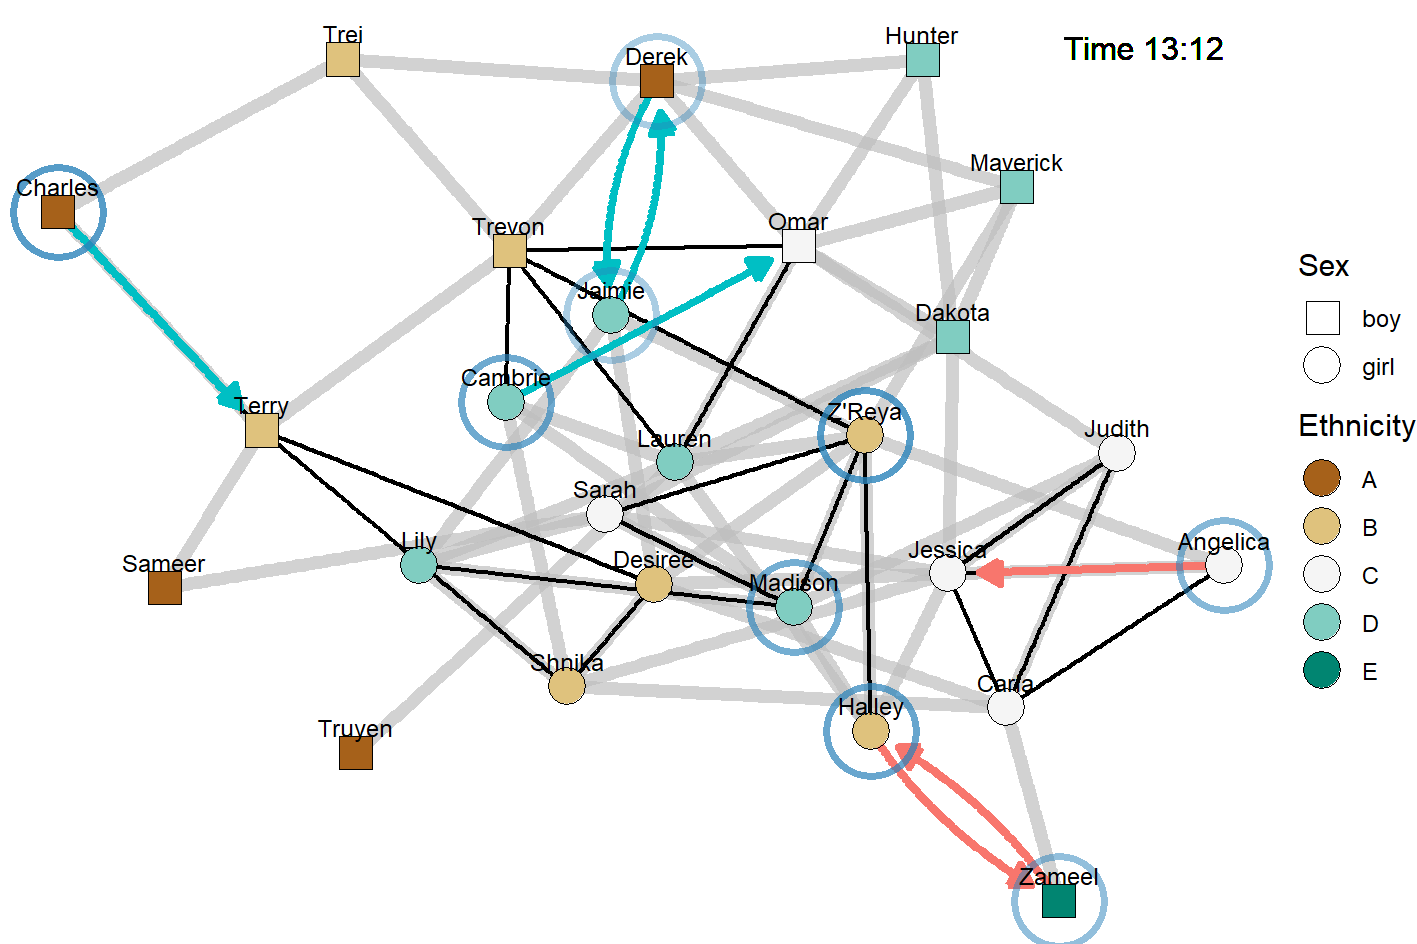 Trei
Derek
Hunter
Time 13:12
Maverick
Charles
Trevon
Omar
Sex
Jaimie
Dakota
boy
girl
Cambrie
Terry
Z'Reya
Lauren
Judith
Ethnicity
A
Sarah
B
Lily
Sameer
Desiree
Madison
Jessica
Angelica
C
D
Shnika
E
Truyen
Halley
Carla
Zameel